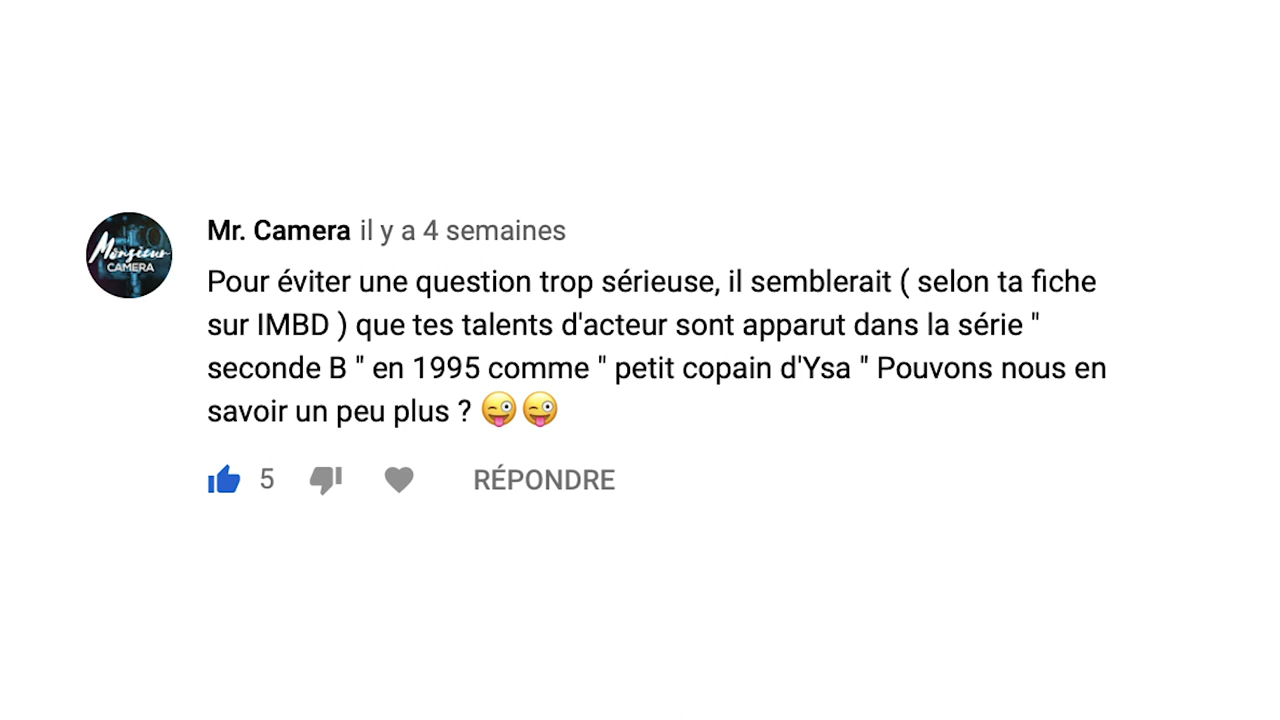 Monsieur
CAMERA
Mr. Camera il y a 4 semaines
Pour éviter une question trop sérieuse, il semblerait ( selon ta fiche
sur IMBD ) que tes talents d'acteur sont apparut dans la série "
seconde B " en 1995 comme " petit copain d'Ysa " Pouvons nous en
savoir un peu plus ? 😜😜
5 RÉPONDRE